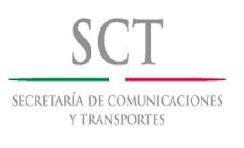 SCT
SECRETARÍA DE COMUNICACIONES
Y TRANSPORTES